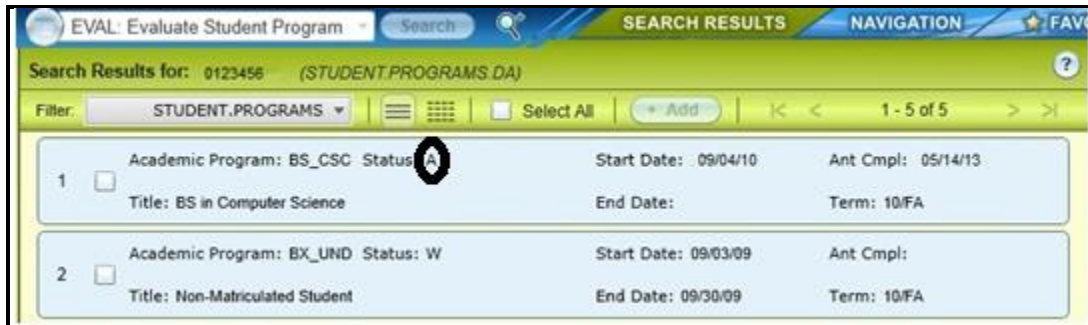 EVAL: Evaluate Student Program Search SEARCH RESULTS NAVIGATION FAVO
Search Results for: 0123456 (STUDENT.PROGRAMS.DA) ?
Filter: STUDENT.PROGRAMS Select All + Add |< < 1 - 5 of 5 > >|
1 Academic Program: BS_CSC Status: A Start Date: 09/04/10 Ant Cmpl: 05/14/13
Title: BS in Computer Science End Date: Term: 10/FA
2 Academic Program: BX_UND Status: W Start Date: 09/03/09 Ant Cmpl:
Title: Non-Matriculated Student End Date: 09/30/09 Term: 10/FA